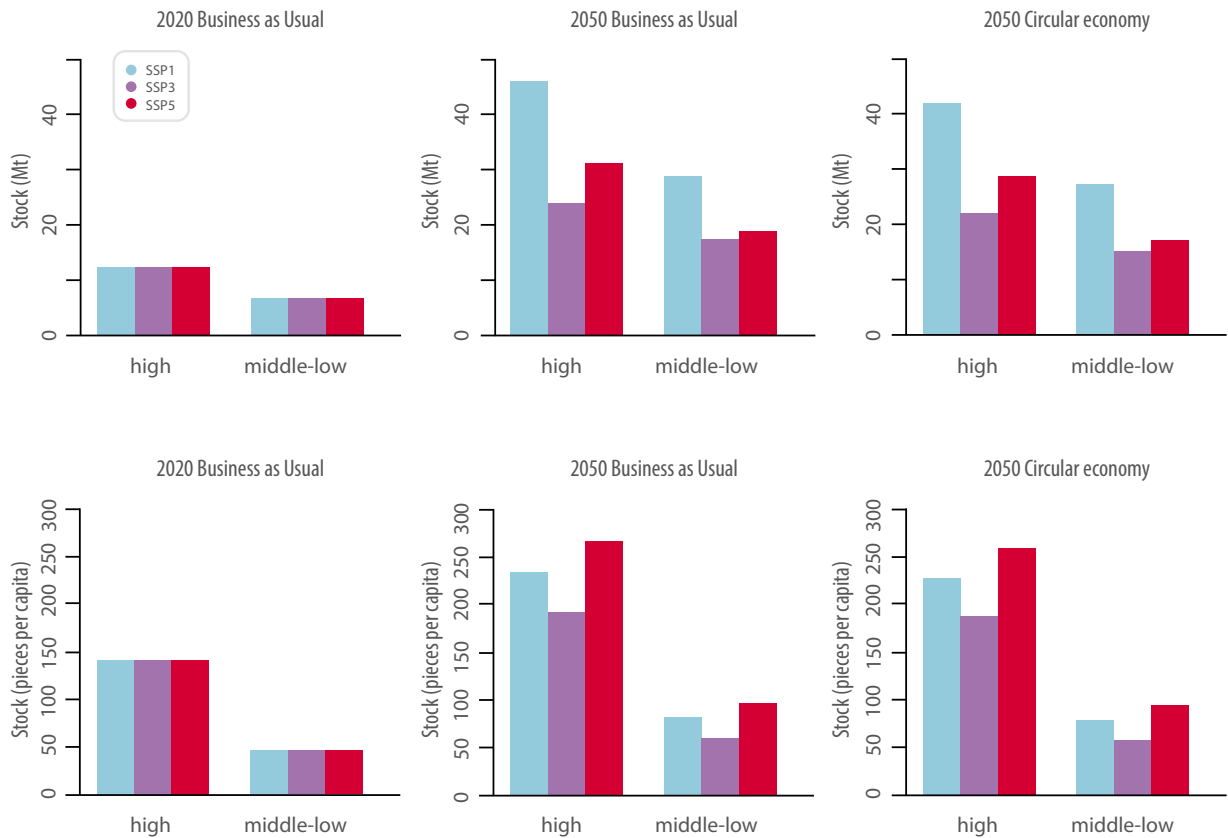 2020 Business as Usual
2050 Business as Usual
2050 Circular economy
SSP1
SSP3
SSP5
Stock (Mt)
40
20
0
high middle-low
Stock (Mt)
40
20
0
high middle-low
Stock (Mt)
40
20
0
high middle-low
2020 Business as Usual
2050 Business as Usual
2050 Circular economy
Stock (pieces per capita)
300
250
200
150
100
50
0
high middle-low
Stock (pieces per capita)
300
250
200
150
100
50
0
high middle-low
Stock (pieces per capita)
300
250
200
150
100
50
0
high middle-low